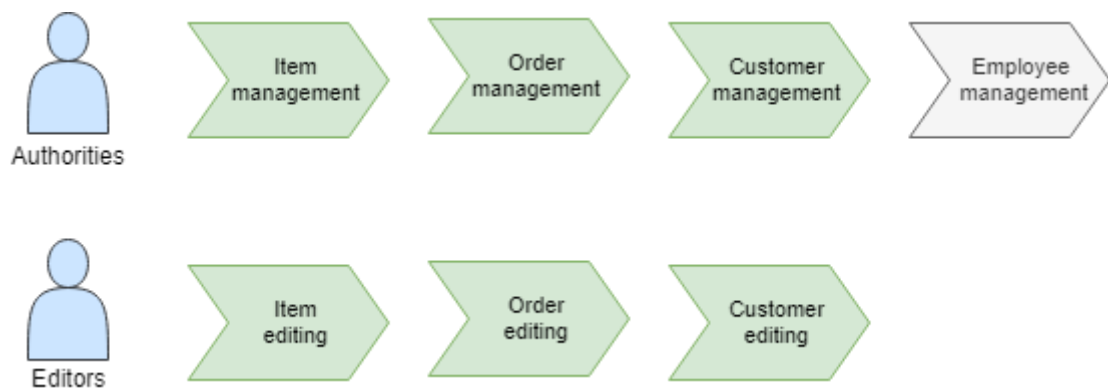 Item
management
Order
management
Customer
management
Employee
management
Authorities
Item
editing
Order
editing
Customer
editing
Editors